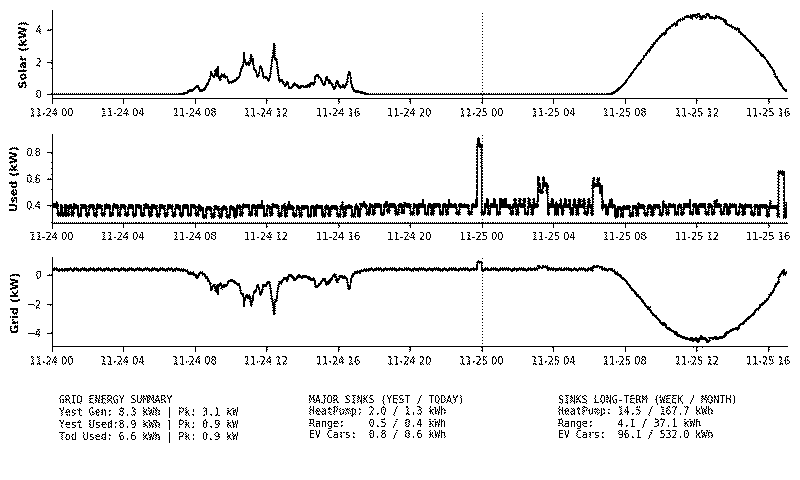 Solar (kW)
4
2
0
11-24 00 11-24 04 11-24 08 11-24 12 11-24 16 11-24 20 11-25 00 11-25 04 11-25 08 11-25 12 11-25 16
Used (kW)
0.8
0.6
0.4
11-24 00 11-24 04 11-24 08 11-24 12 11-24 16 11-24 20 11-25 00 11-25 04 11-25 08 11-25 12 11-25 16
Grid (kW)
0
−2
−4
11-24 00 11-24 04 11-24 08 11-24 12 11-24 16 11-24 20 11-25 00 11-25 04 11-25 08 11-25 12 11-25 16
GRID ENERGY SUMMARY
Yest Gen: 8.3 kWh | Pk: 3.1 kW
Yest Used:8.9 kWh | Pk: 0.9 kW
Tod Used: 6.6 kWh | Pk: 0.9 kW
MAJOR SINKS (YEST / TODAY)
HeatPump: 2.0 / 1.3 kWh
Range: 0.5 / 0.4 kWh
EV Cars: 0.8 / 0.6 kWh
SINKS LONG-TERM (WEEK / MONTH)
HeatPump: 14.5 / 167.7 kWh
Range: 4.1 / 37.1 kWh
EV Cars: 96.1 / 532.0 kWh